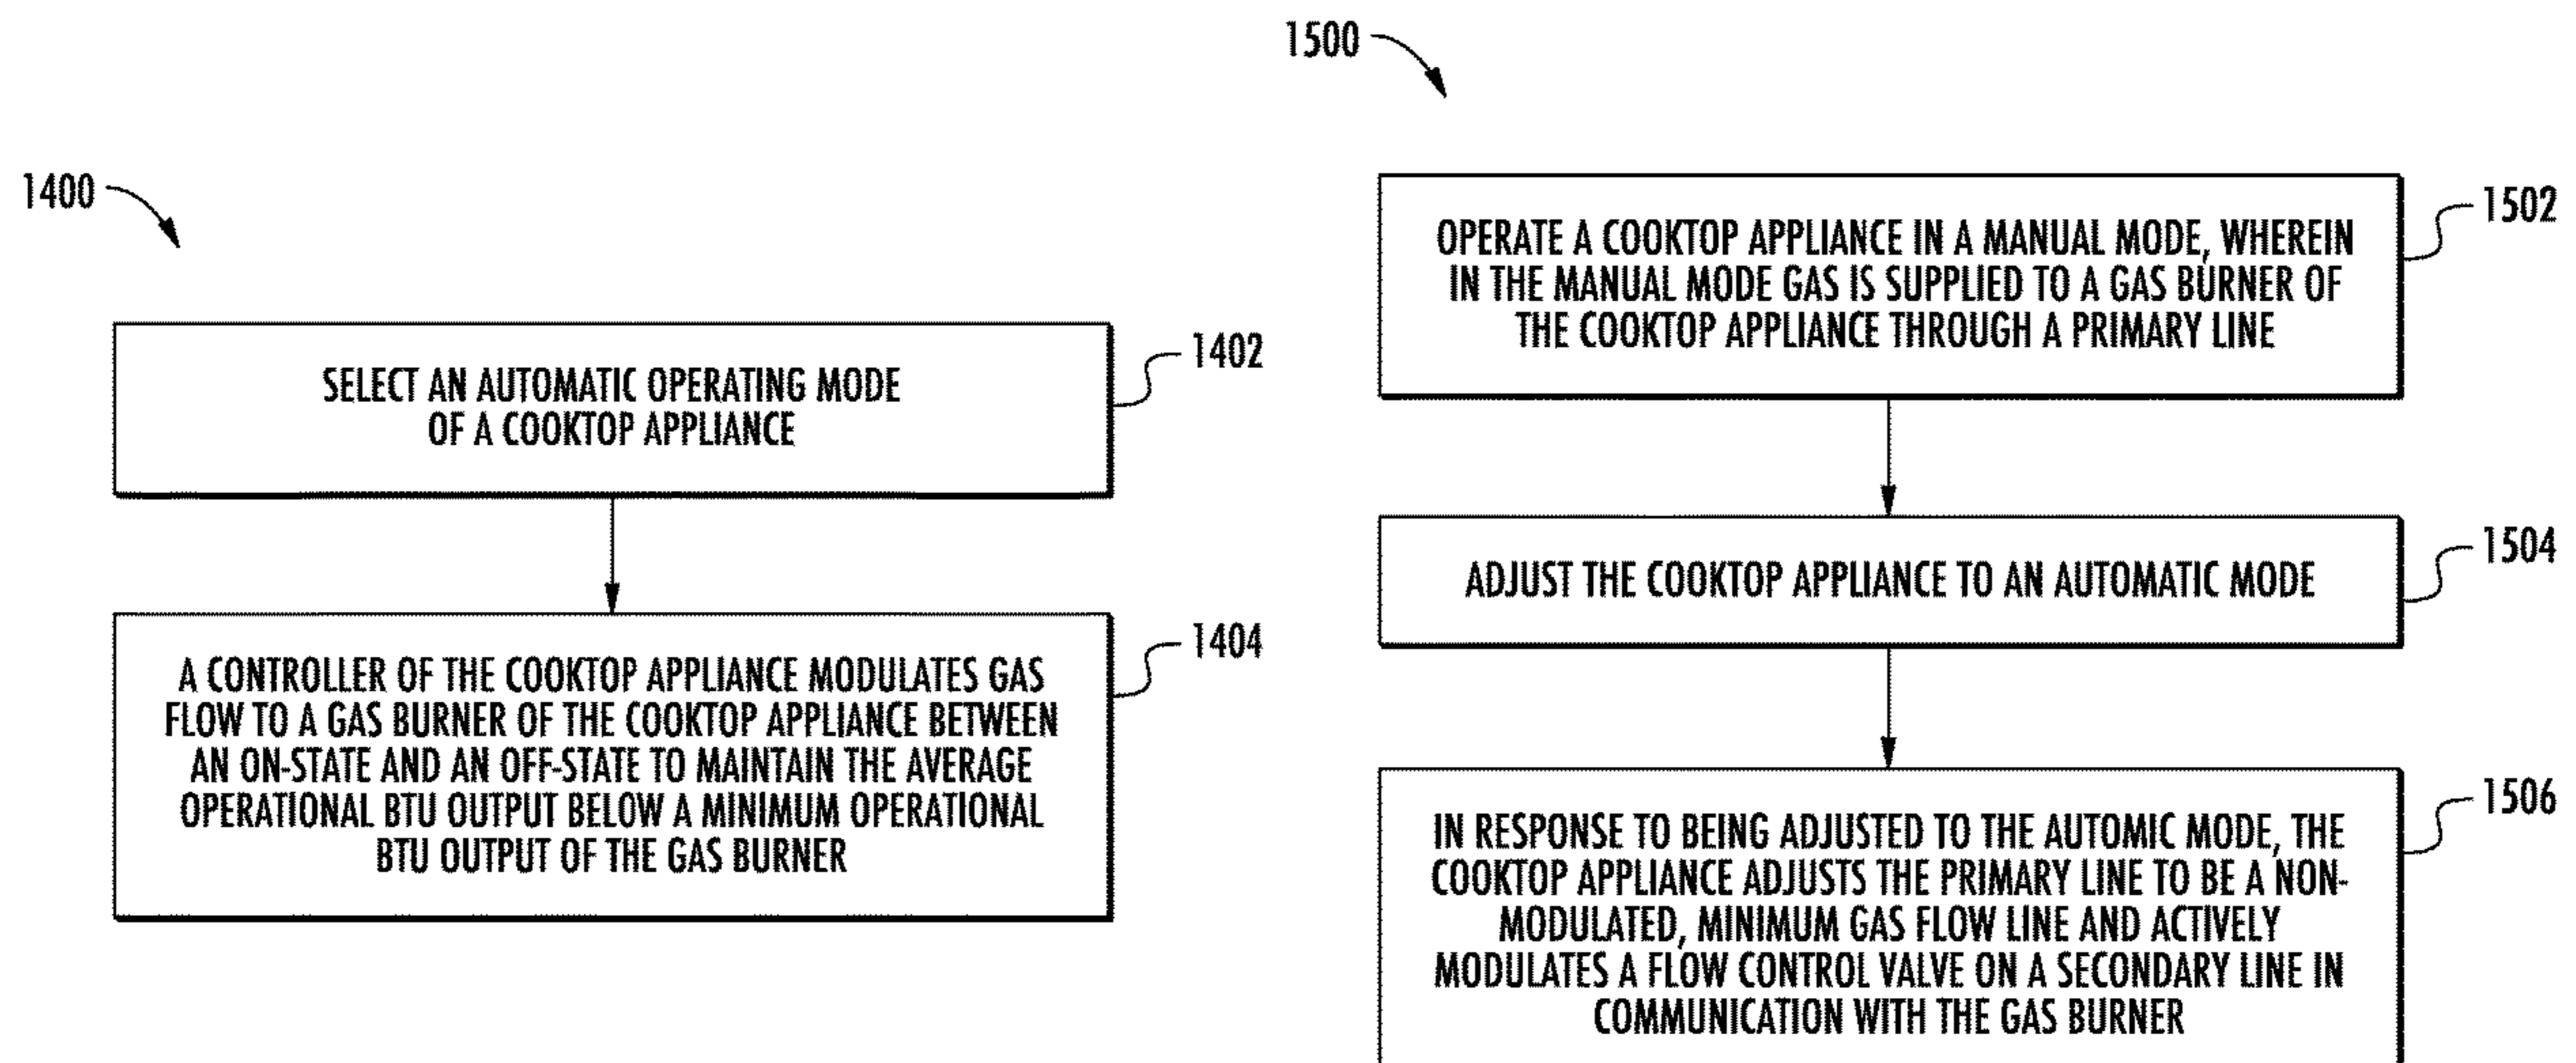 1400
SELECT AN AUTOMATIC OPERATING MODE
OF A COOKTOP APPLIANCE
1402
A CONTROLLER OF THE COOKTOP APPLIANCE MODULATES GAS
FLOW TO A GAS BURNER OF THE COOKTOP APPLIANCE BETWEEN
AN ON-STATE AND AN OFF-STATE TO MAINTAIN THE AVERAGE
OPERATIONAL BTU OUTPUT BELOW A MINIMUM OPERATIONAL
BTU OUTPUT OF THE GAS BURNER
1404
1500
OPERATE A COOKTOP APPLIANCE IN A MANUAL MODE, WHEREIN
IN THE MANUAL MODE GAS IS SUPPLIED TO A GAS BURNER OF
THE COOKTOP APPLIANCE THROUGH A PRIMARY LINE
1502
ADJUST THE COOKTOP APPLIANCE TO AN AUTOMATIC MODE
1504
IN RESPONSE TO BEING ADJUSTED TO THE AUTOMIC MODE, THE
COOKTOP APPLIANCE ADJUSTS THE PRIMARY LINE TO BE A NON-
MODULATED, MINIMUM GAS FLOW LINE AND ACTIVELY
MODULATES A FLOW CONTROL VALVE ON A SECONDARY LINE IN
COMMUNICATION WITH THE GAS BURNER
1506